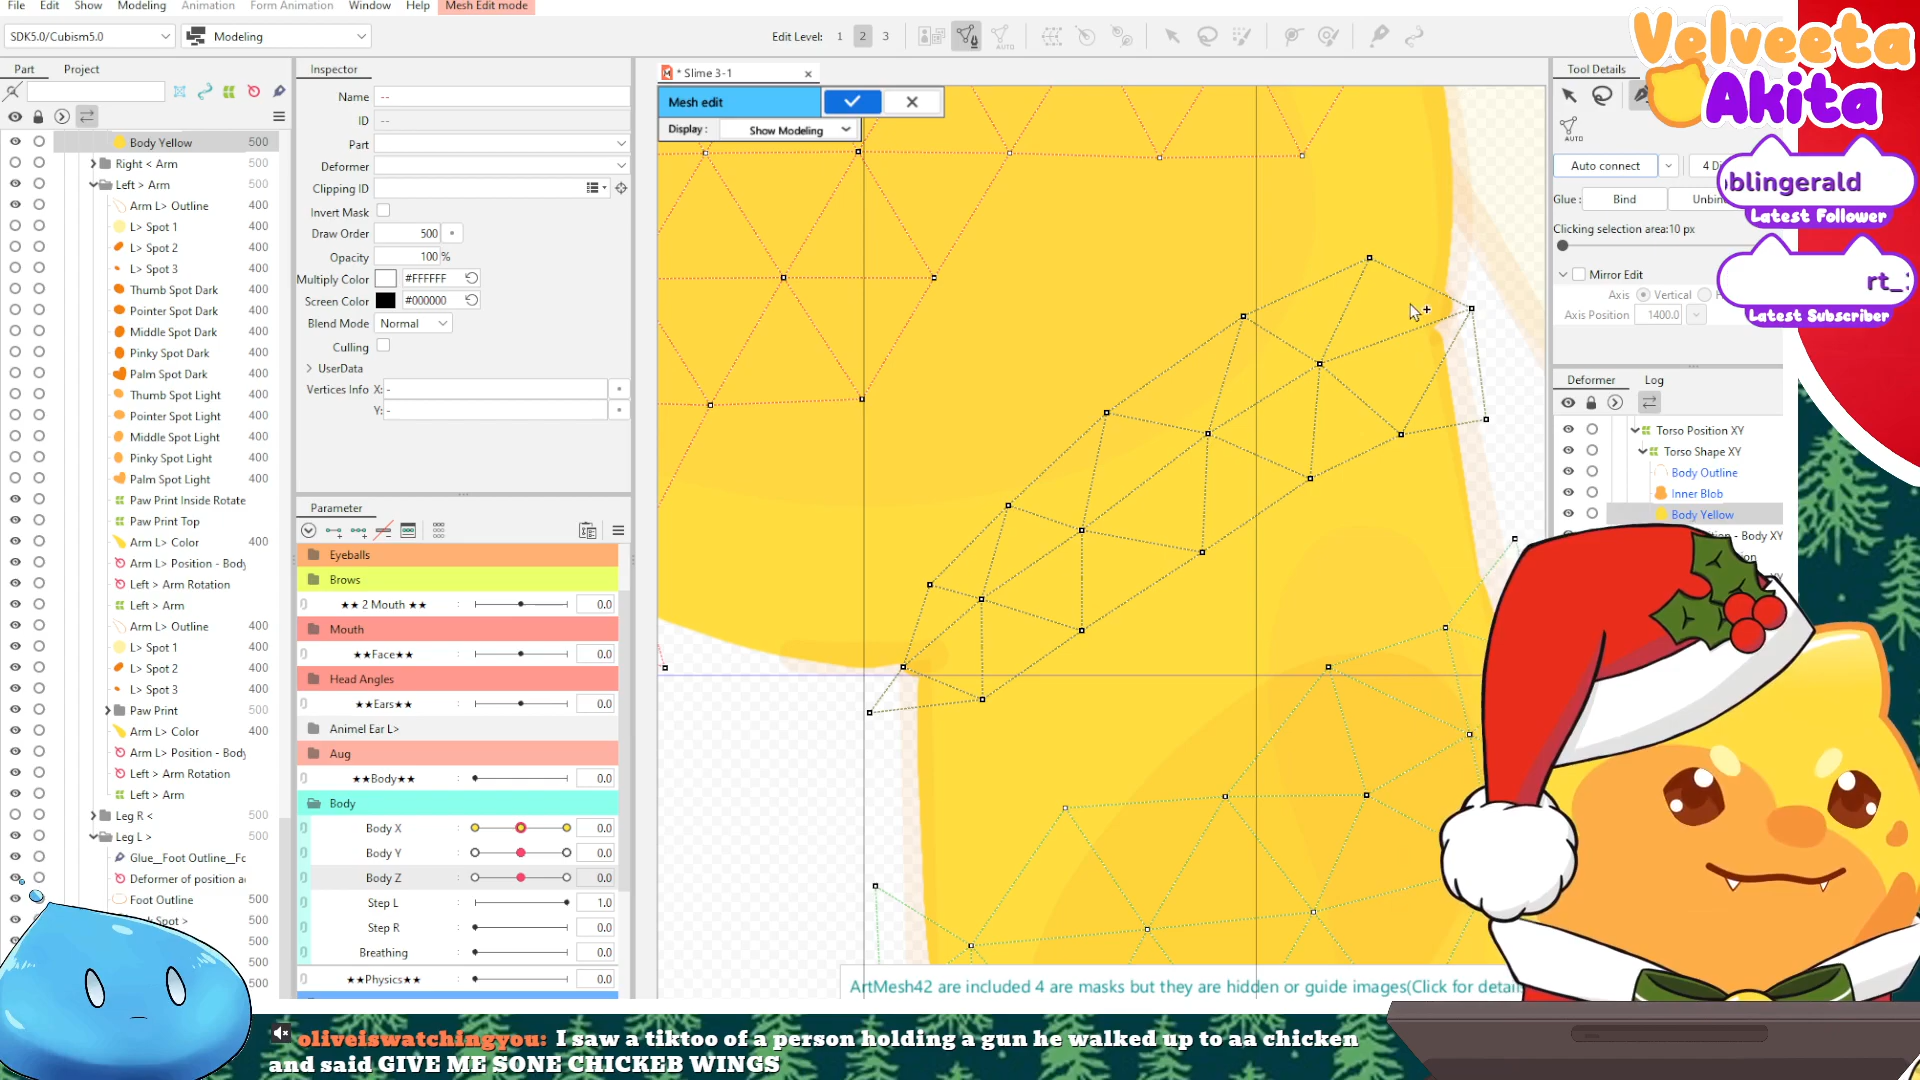 File Edit Show Modeling Animation Form Animation Window Help Mesh Edit mode
SDK5.0/Cubism5.0 Modeling Edit Level: 1 2 3
Part Project
Body Yellow 500
Right < Arm 500
Left > Arm 500
Arm L> Outline 400
L> Spot 1 400
L> Spot 2 400
L> Spot 3 400
Thumb Spot Dark 400
Pointer Spot Dark 400
Middle Spot Dark 400
Pinky Spot Dark 400
Palm Spot Dark 400
Thumb Spot Light 400
Pointer Spot Light 400
Middle Spot Light 400
Pinky Spot Light 400
Palm Spot Light 400
Paw Print Inside Rotate
Paw Print Top
Arm L> Color 400
Arm L> Position - Body
Left > Arm Rotation
Left > Arm
Arm L> Outline 400
L> Spot 1 400
L> Spot 2 400
L> Spot 3 400
Paw Print 500
Arm L> Color 400
Arm L> Position - Body
Left > Arm Rotation
Left > Arm
Leg R < 500
Leg L > 500
Glue_Foot Outline_Fc
Deformer of position a
Foot Outline 500
Spot > 500
500
500
500
Inspector
Name --
ID --
Part
Deformer
Clipping ID
Invert Mask
Draw Order 500
Opacity 100 %
Multiply Color #FFFFFF
Screen Color #000000
Blend Mode Normal
Culling
UserData
Vertices Info X: -
Y: -
Parameter
Eyeballs
Brows
★★ 2 Mouth ★★ : 0.0
Mouth
★★Face★★ : 0.0
Head Angles
★★Ears★★ : 0.0
Animal Ear L>
Aug
★★Body★★ : 0.0
Body
Body X : 0.0
Body Y : 0.0
Body Z : 0.0
Step L : 1.0
Step R : 0.0
Breathing : 0.0
★★Physics★★ : 0.0
* Slime 3-1
Mesh edit
Display : Show Modeling
ArtMesh42 are included 4 are masks but they are hidden or guide images(Click for detai
Tool Details
AUTO
Auto connect 4 Di
Glue : Bind Unbin
Clicking selection area:10 px
Mirror Edit
Axis Vertical
Axis Position 1400.0
Deformer Log
Torso Position XY
Torso Shape XY
Body Outline
Inner Blob
Body Yellow
- Body XY
Velveeta
Akita
blingerald
Latest Follower
rt_
Latest Subscriber
oliveiswatchingyou: I saw a tiktoo of a person holding a gun he walked up to aa chicken
and said GIVE ME SONE CHICKEB WINGS